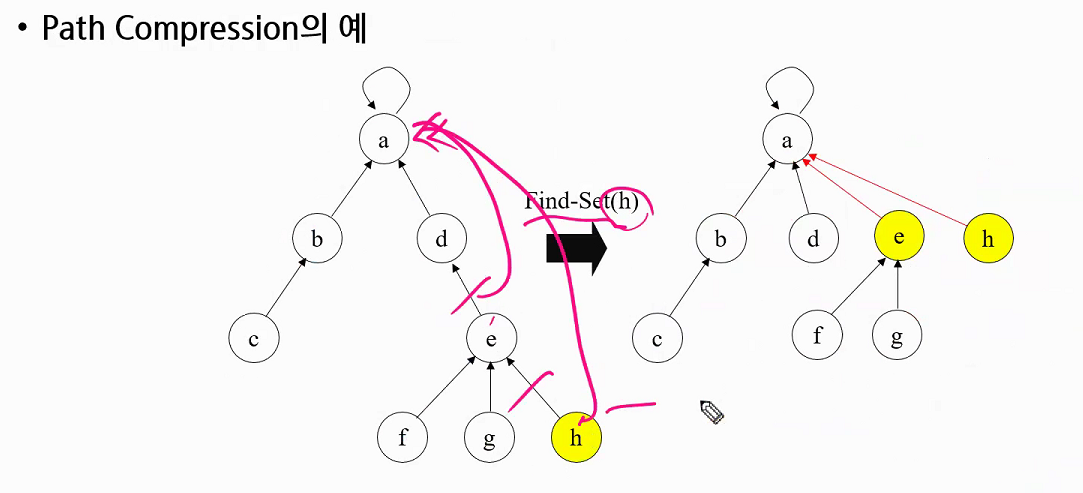 • Path Compression의 예
a
a
Find-Set(h)
b
d
b
d
e
h
c
e
c
f
g
f
g
h